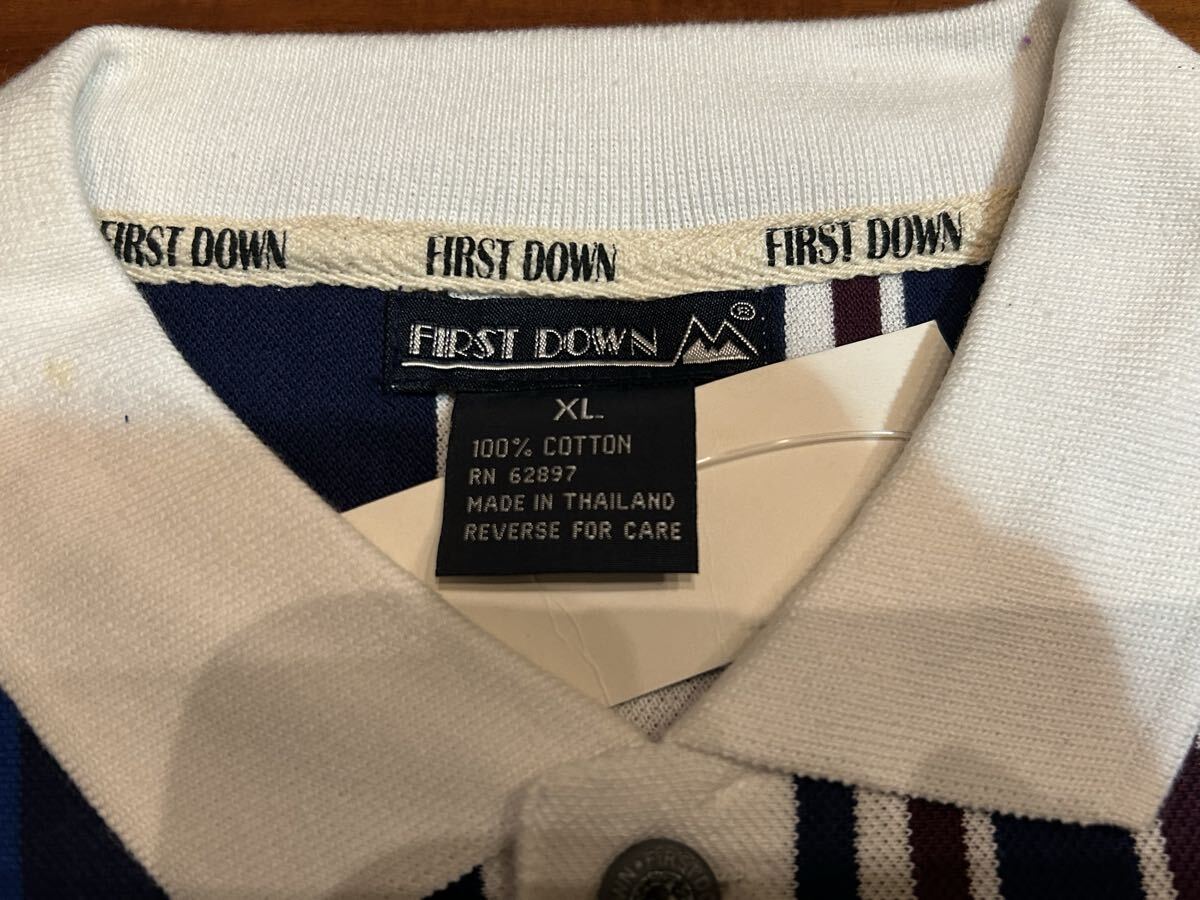 FIRST DOWN FIRST DOWN FIRST DOWN
FIRST DOWN ®
XL
100% COTTON
RN 62897
MADE IN THAILAND
REVERSE FOR CARE